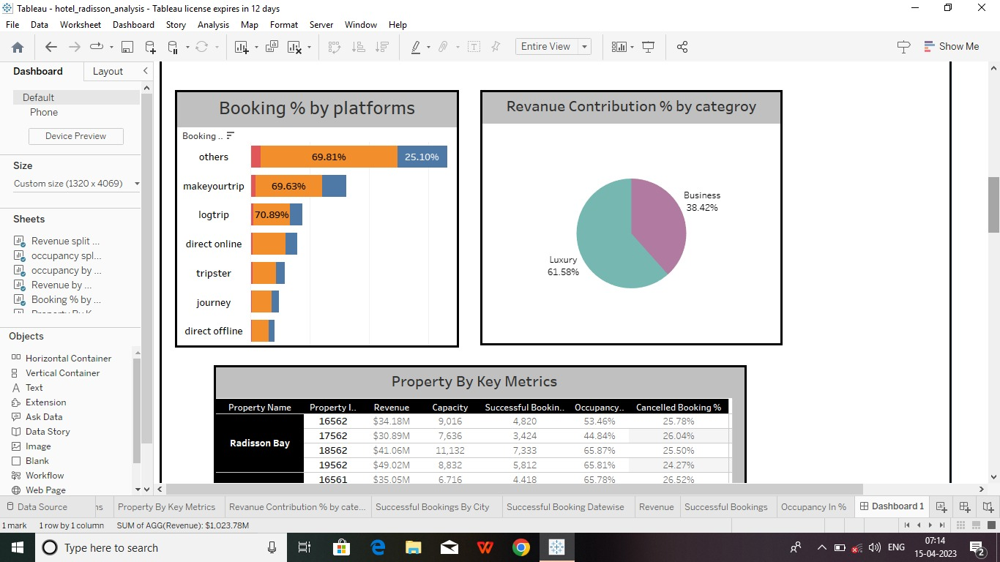 Tableau - hotel_radisson_analysis - Tableau license expires in 12 days
File Data Worksheet Dashboard Story Analysis Map Format Server Window Help
Entire View
Show Me
Dashboard Layout
Default
Phone
Device Preview
Size
Custom size (1320 x 4069)
Sheets
Revenue split ...
occupancy spl...
occupancy by ...
Revenue by ...
Booking % by ...
Objects
Horizontal Container
Vertical Container
Text
Extension
Ask Data
Data Story
Image
Blank
Workflow
Web Page
Booking % by platforms
Booking ..
others 69.81% 25.10%
makeyourtrip 69.63%
logtrip 70.89%
direct online
tripster
journey
direct offline
Revanue Contribution % by categroy
Business
38.42%
Luxury
61.58%
Property By Key Metrics
Property Name Property I.. Revenue Capacity Successful Bookin.. Occupancy.. Cancelled Booking %
Radisson Bay
16562 $34.18M 9,016 4,820 53.46% 25.78%
17562 $30.89M 7,636 3,424 44.84% 26.04%
18562 $41.06M 11,132 7,333 65.87% 25.50%
19562 $49.02M 8,832 5,812 65.81% 24.27%
16561 $35.05M 6,716 4,418 65.78% 26.52%
Data Source ns Property By Key Metrics Revanue Contribution % by cate... Successful Bookings By City Successful Booking Datewise Revenue Successful Bookings Occupancy In % Dashboard 1
1 mark 1 row by 1 column SUM of AGG(Revenue): $1,023.78M
Type here to search
ENG
07:14
15-04-2023
2